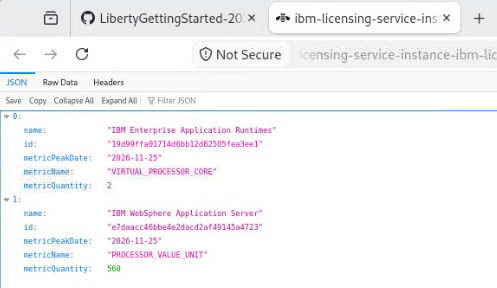 LibertyGettingStarted-20.
ibm-licensing-service-ins
Not Secure
icensing-service-instance-ibm-lic
JSON Raw Data Headers
Save Copy Collapse All Expand All Filter JSON
0:
name: "IBM Enterprise Application Runtimes"
id: "19d99ffa01714d6bb12d82505fea3ee1"
metricPeakDate: "2026-11-25"
metricName: "VIRTUAL_PROCESSOR_CORE"
metricQuantity: 2
1:
name: "IBM WebSphere Application Server"
id: "e7daacc46bbe4e2dacd2af49145a4723"
metricPeakDate: "2026-11-25"
metricName: "PROCESSOR_VALUE_UNIT"
metricQuantity: 560